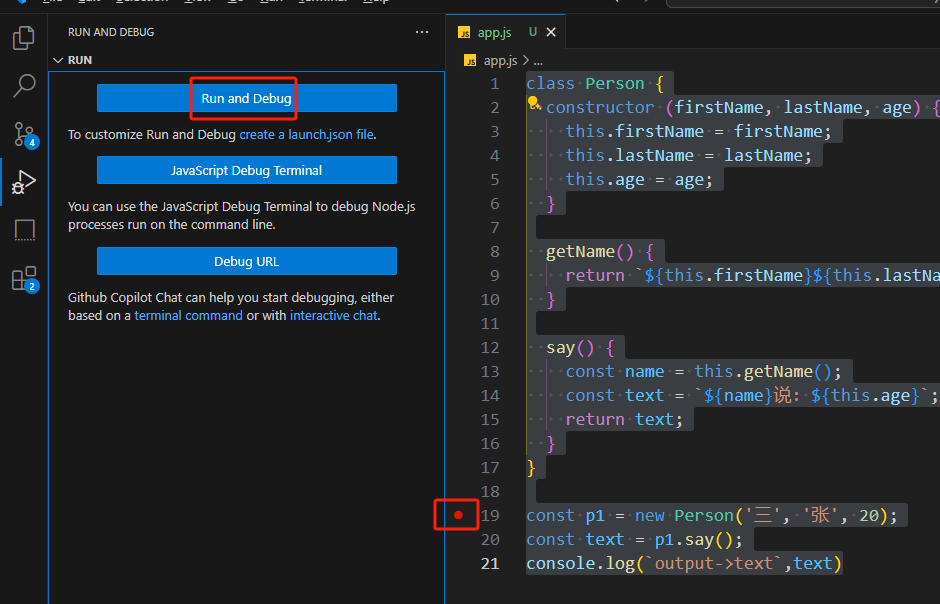 RUN AND DEBUG
RUN
Run and Debug
To customize Run and Debug create a launch.json file.
JavaScript Debug Terminal
You can use the JavaScript Debug Terminal to debug Node.js
processes run on the command line.
Debug URL
Github Copilot Chat can help you start debugging, either
based on a terminal command or with interactive chat.
4
2
JS app.js U
JS app.js > ...
1 class Person {
2 constructor (firstName, lastName, age) {
3 this.firstName = firstName;
4 this.lastName = lastName;
5 this.age = age;
6 }
7
8 getName() {
9 return `${this.firstName}${this.lastNa
10 }
11
12 say() {
13 const name = this.getName();
14 const text = `${name}说: ${this.age}`;
15 return text;
16 }
17 }
18
19 const p1 = new Person('三', '张', 20);
20 const text = p1.say();
21 console.log(`output->text`,text)